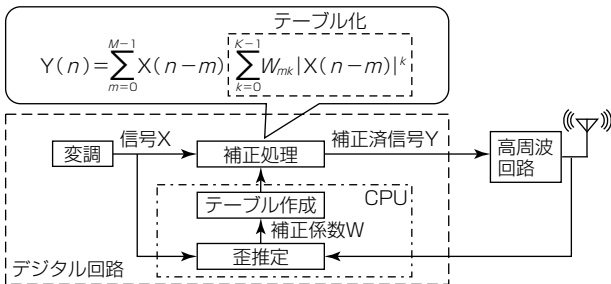 テーブル化
Y(n)=∑_{m=0}^{M−1} X(n−m) ∑_{k=0}^{K−1} W_{mk}|X(n−m)|^k
変調
信号X
補正処理
補正済信号Y
高周波
回路
テーブル作成
CPU
補正係数W
歪推定
デジタル回路